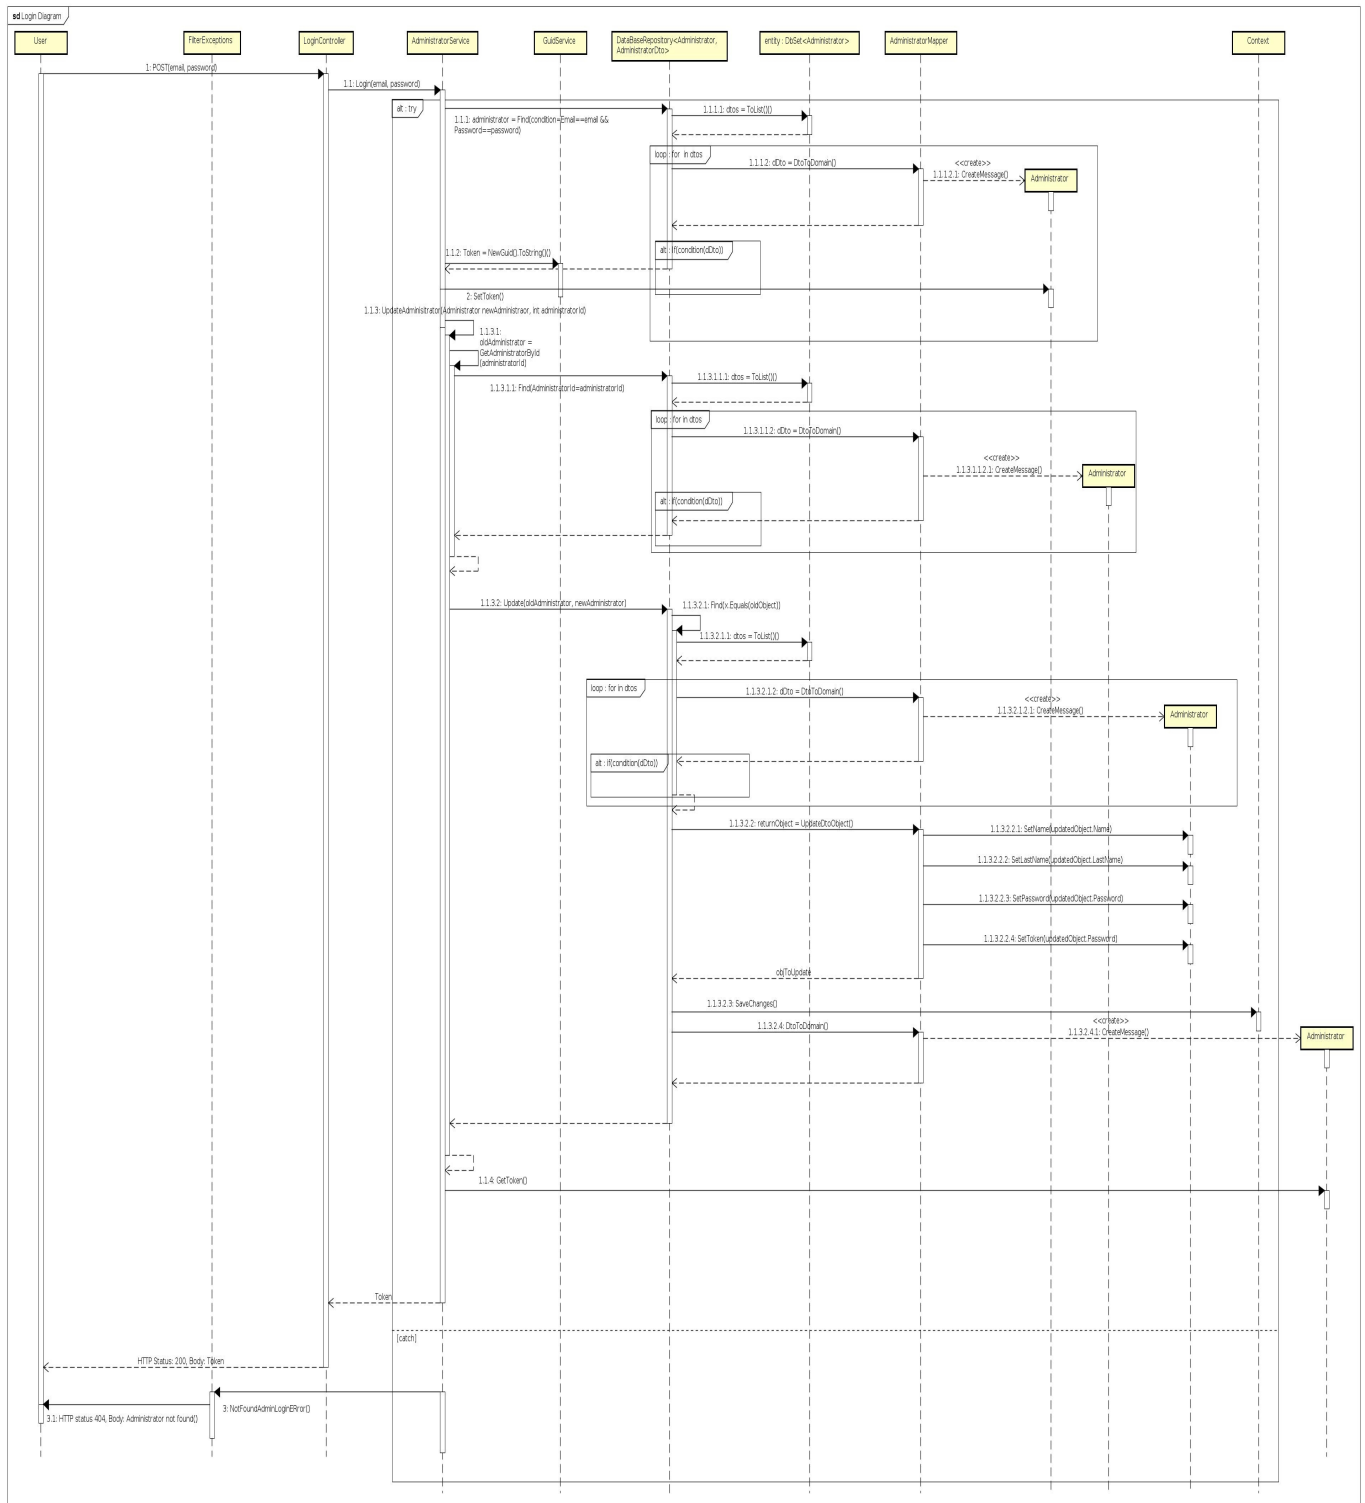 sd Login Diagram
User
FilterExceptions
LoginController
AdministratorService
GuidService
DataBaseRepository<Administrator,
AdministratorDto>
entity : DbSet<Administrator>
AdministratorMapper
Context
1: POST(email, password)
1.1: Login(email, password)
alt : try
1.1.1: administrator = Find(condition=Email==email &&
Password==password)
1.1.1.1: dtos = ToList()()
loop : for in dtos
1.1.1.2: dDto = DtoToDomain()
<<create>>
1.1.1.2.1: CreateMessage()
Administrator
alt : if(condition(dDto))
1.1.2: Token = NewGuid().ToString()()
2: SetToken()
1.1.3: UpdateAdminisitrator(Administrator newAdministraor, int administratorId)
1.1.3.1:
oldAdministrator =
GetAdministratorById
(administratorId)
1.1.3.1.1: Find(AdministratorId=administratorId)
1.1.3.1.1.1: dtos = ToList()()
loop : for in dtos
1.1.3.1.1.2: dDto = DtoToDomain()
<<create>>
1.1.3.1.1.2.1: CreateMessage()
Administrator
alt : if(condition(dDto))
1.1.3.2: Update(oldAdministrator, newAdministrator)
1.1.3.2.1: Find(x.Equals(oldObject))
1.1.3.2.1.1: dtos = ToList()()
loop : for in dtos
1.1.3.2.1.2: dDto = DtoToDomain()
<<create>>
1.1.3.2.1.2.1: CreateMessage()
Administrator
alt : if(condition(dDto))
1.1.3.2.2: returnObject = UpdateDtoObject()
1.1.3.2.2.1: SetName(updatedObject.Name)
1.1.3.2.2.2: SetLastName(updatedObject.LastName)
1.1.3.2.2.3: SetPassword(updatedObject.Password)
1.1.3.2.2.4: SetToken(updatedObject.Password)
objToUpdate
1.1.3.2.3: SaveChanges()
1.1.3.2.4: DtoToDomain()
<<create>>
1.1.3.2.4.1: CreateMessage()
Administrator
1.1.4: GetToken()
Token
[catch]
HTTP Status: 200, Body: Token
3: NotFoundAdminLoginERror()
3.1: HTTP status 404, Body: Administrator not found()